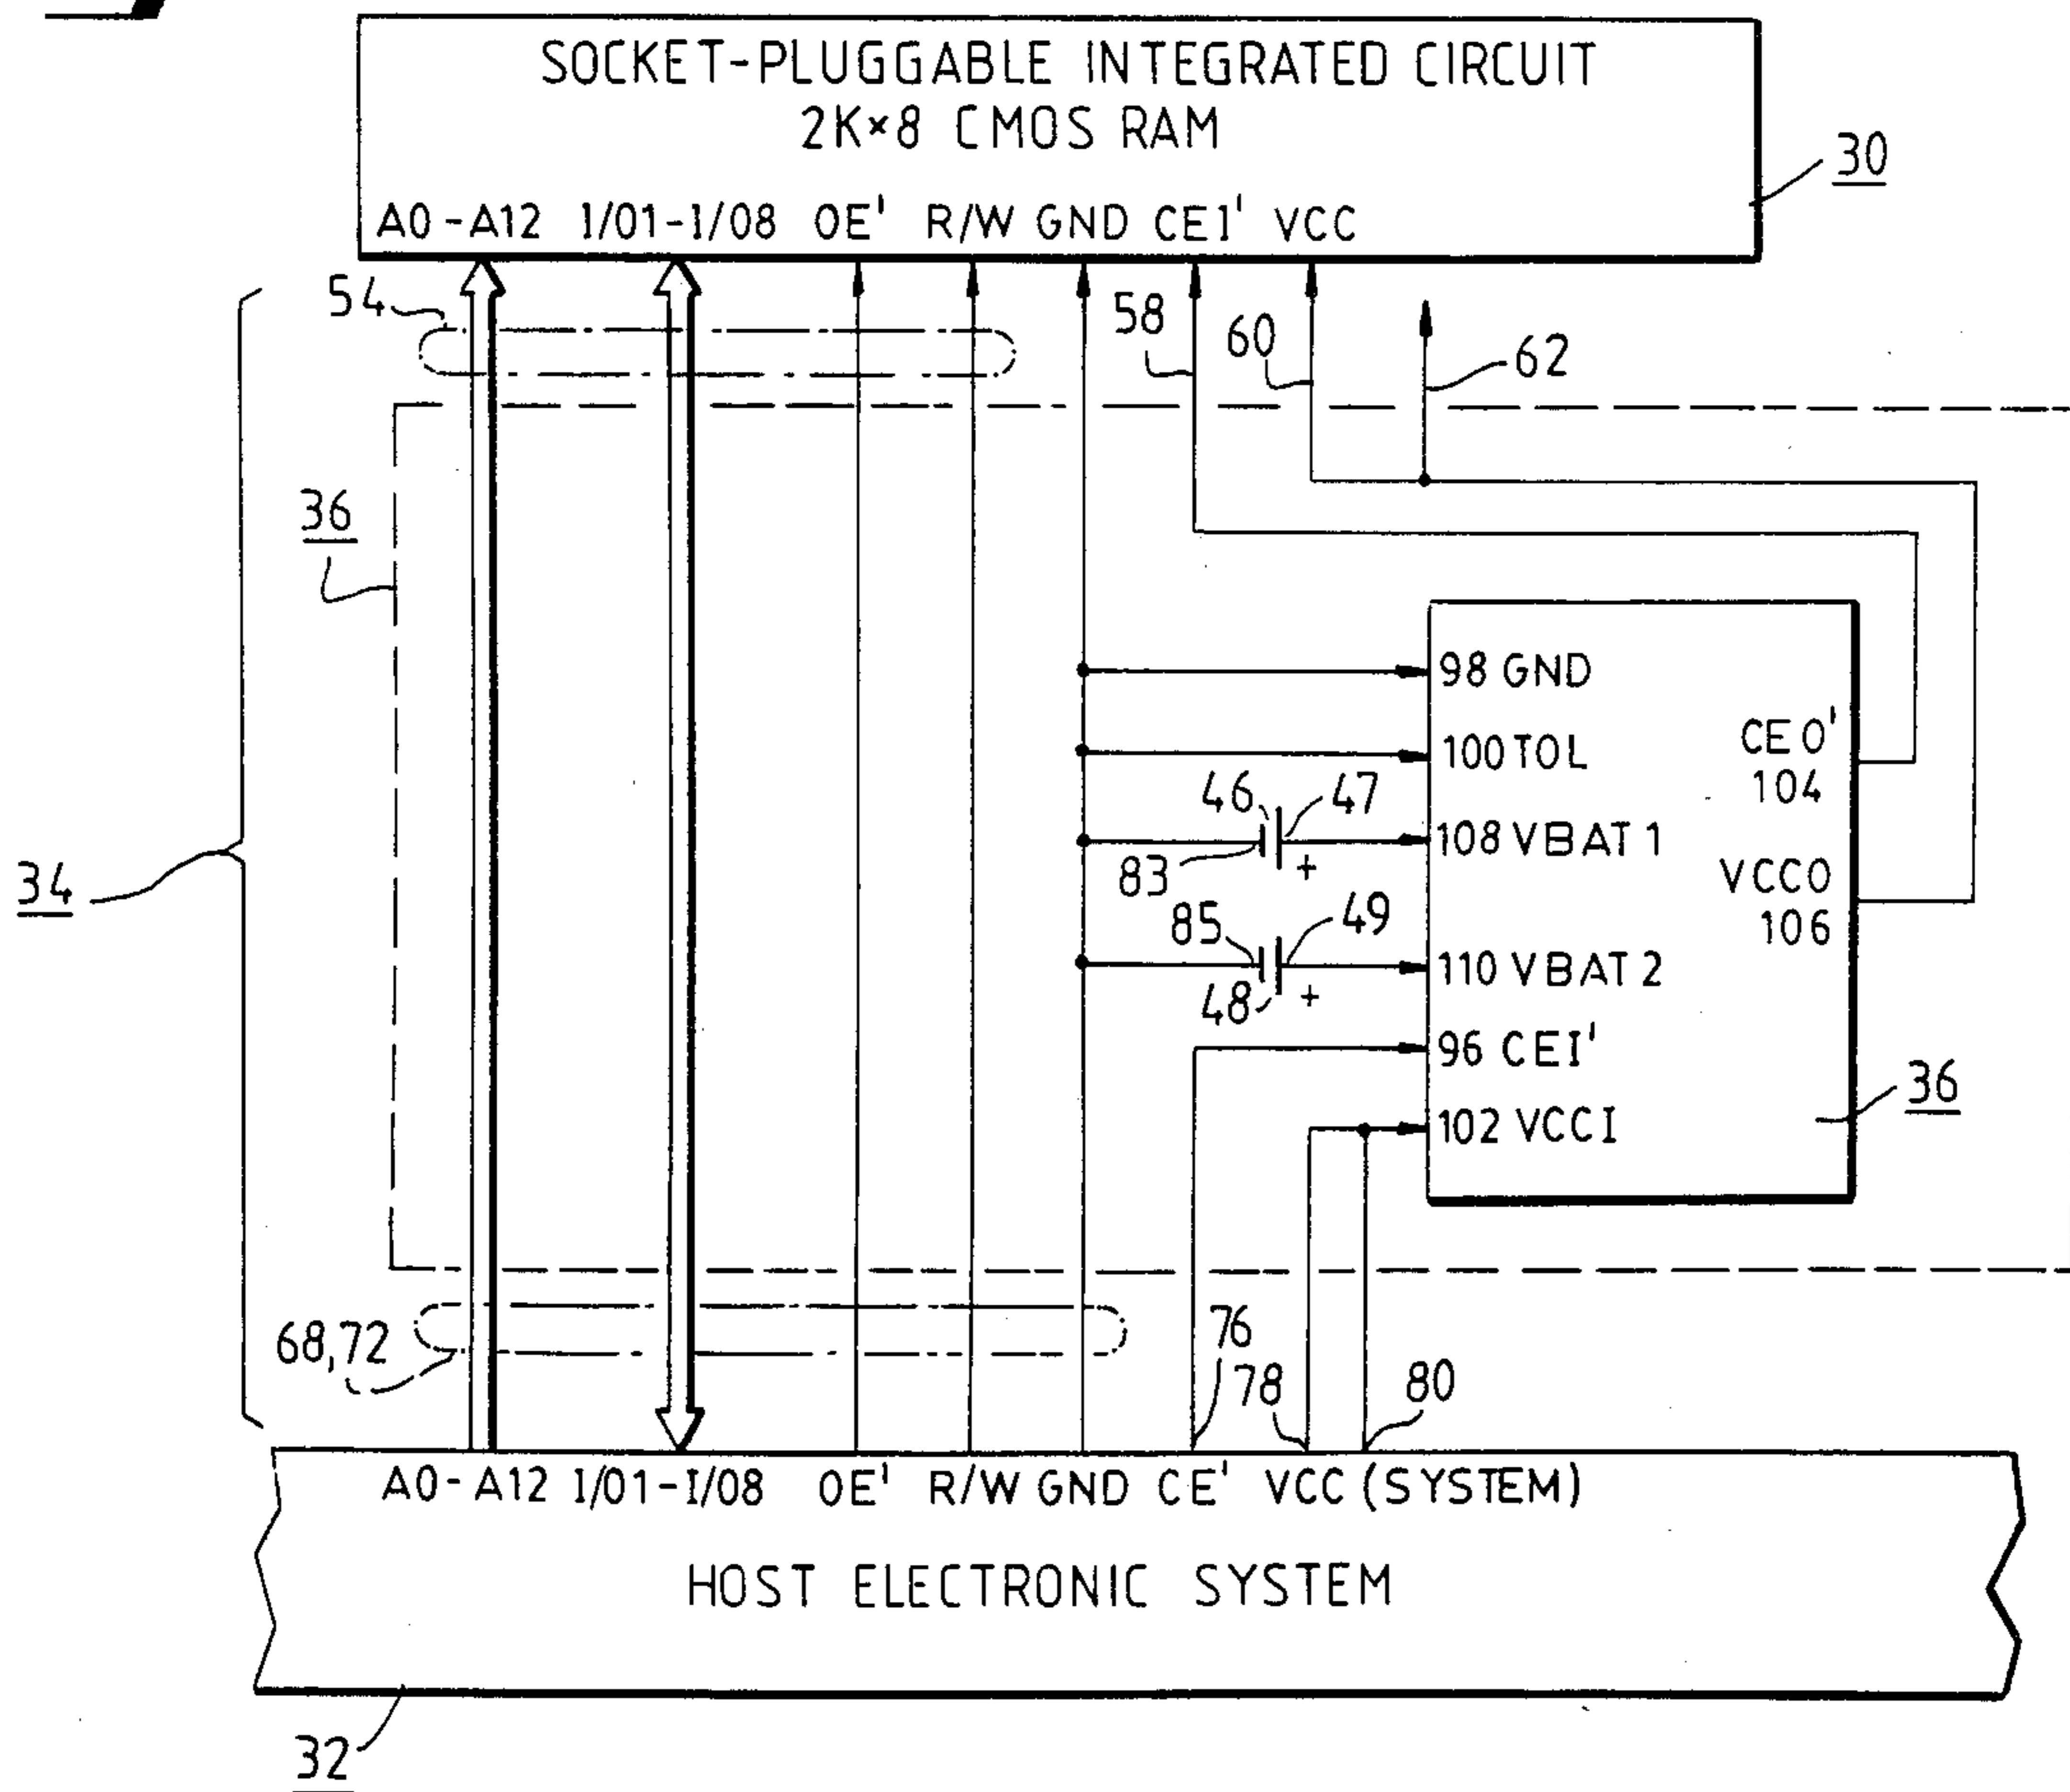 SOCKET-PLUGGABLE INTEGRATED CIRCUIT
2K×8 CMOS RAM
30
A0-A12 I/01-I/08 OE' R/W GND CEI' VCC
54
58
60
62
36
98 GND
100 TOL
CEO'
104
46
47
108 VBAT 1
83
VCCO
106
34
85
49
110 VBAT 2
48
96 CEI'
36
102 VCCI
68,72
76
78
80
A0-A12 I/01-I/08 OE' R/W GND CE' VCC (SYSTEM)
HOST ELECTRONIC SYSTEM
32
+
+